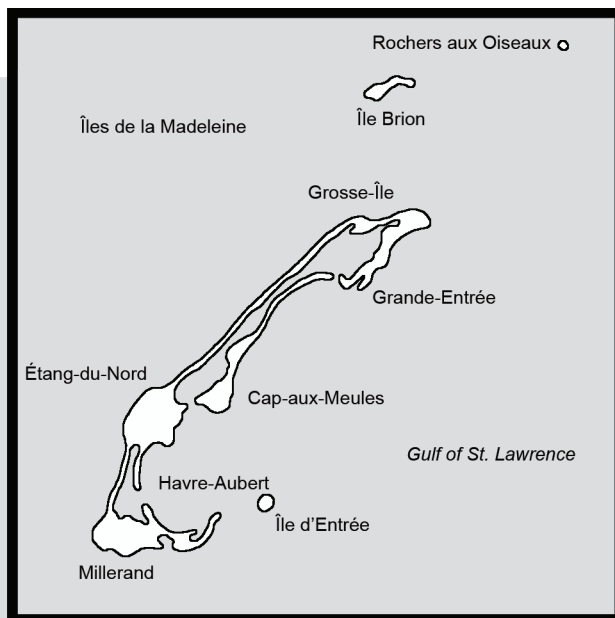 Rochers aux Oiseaux
Île Brion
Îles de la Madeleine
Grosse-Île
Grande-Entrée
Étang-du-Nord
Cap-aux-Meules
Gulf of St. Lawrence
Havre-Aubert
Île d'Entrée
Millerand